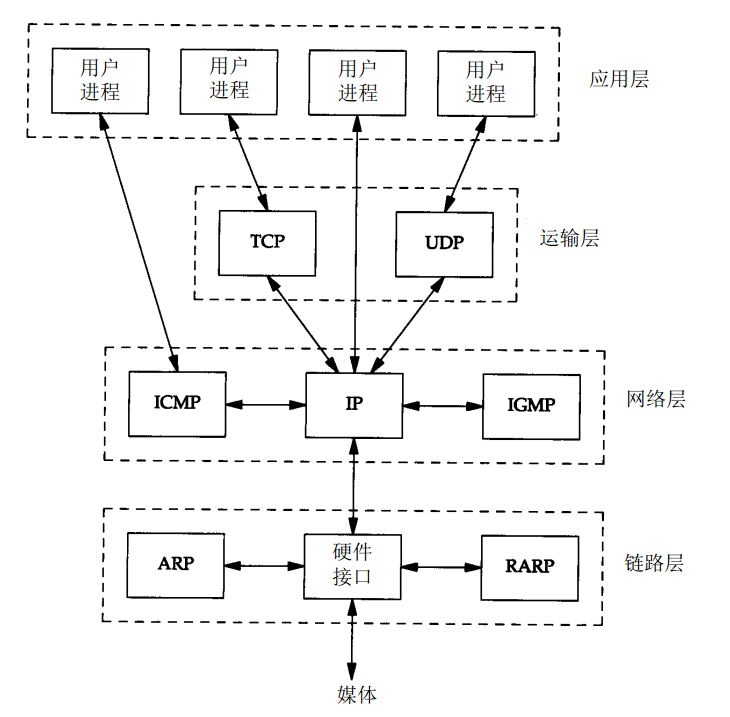 用户 用户 用户 用户
进程 进程 进程 进程
应用层
TCP UDP
运输层
ICMP IP IGMP
网络层
ARP
硬件
接口
RARP
链路层
媒体